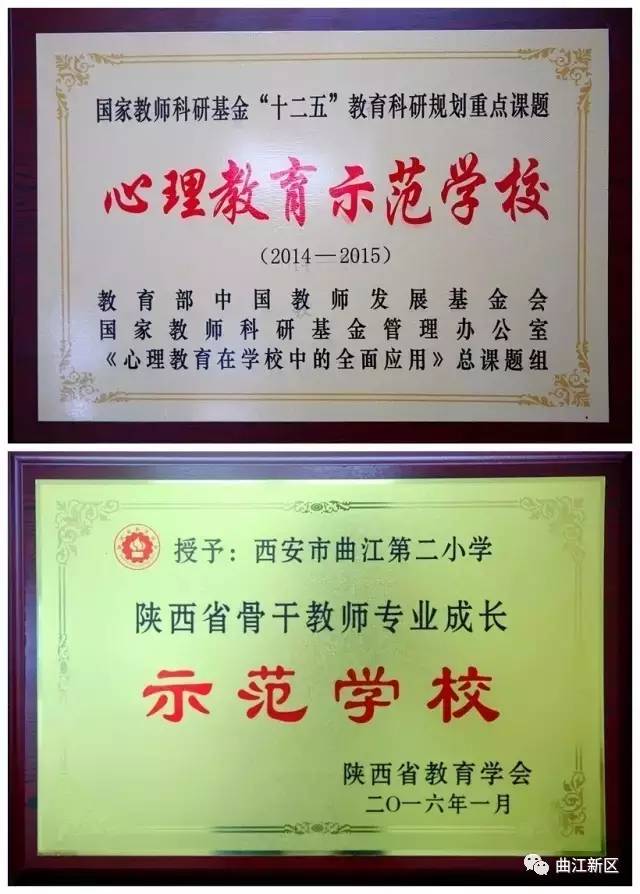 国家教师科研基金“十二五”教育科研规划重点课题
心理教育示范学校
(2014—2015)
教育部中国教师发展基金会
国家教师科研基金管理办公室
《心理教育在学校中的全面应用》总课题组
授予：西安市曲江第二小学
陕西省骨干教师专业成长
示范学校
陕西省教育学会
二〇一六年一月
曲江新区